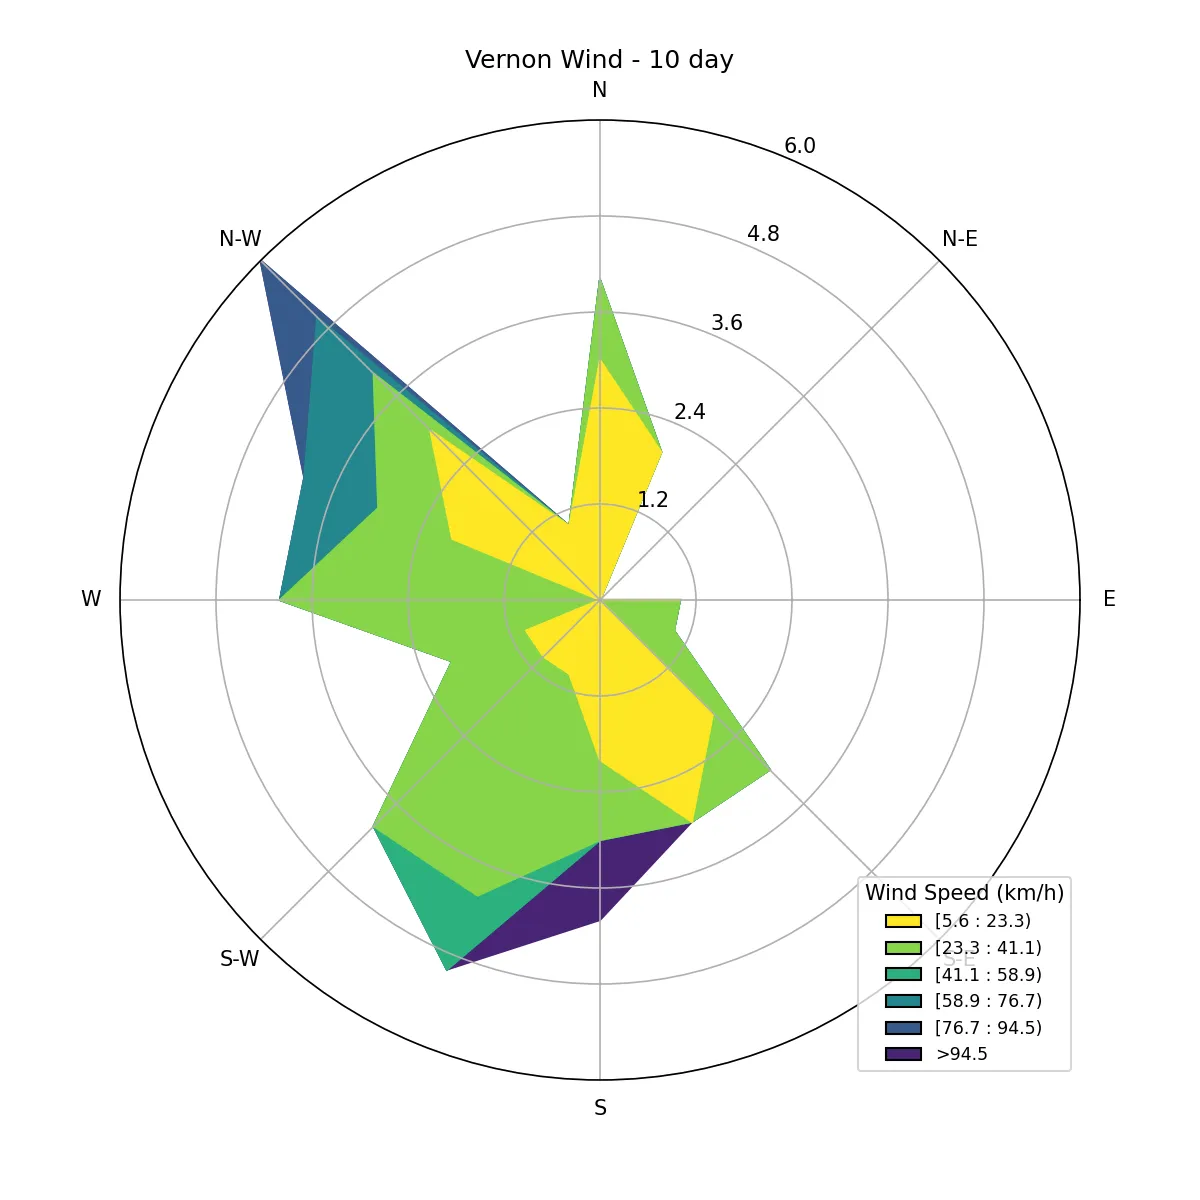 Vernon Wind - 10 day
N
6.0
N-W
4.8
N-E
3.6
2.4
1.2
W
E
Wind Speed (km/h)
[5.6 : 23.3)
[23.3 : 41.1)
S-W
S-E
[41.1 : 58.9)
[58.9 : 76.7)
[76.7 : 94.5)
>94.5
S